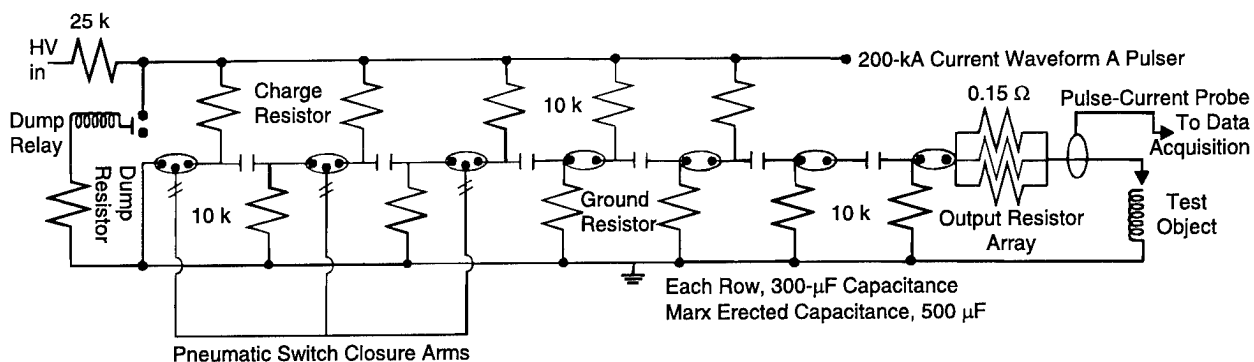 25 k
HV
in
200-kA Current Waveform A Pulser
Charge
Resistor
10 k
0.15 Ω
Pulse-Current Probe
To Data
Acquisition
Dump
Relay
Dump
Resistor
10 k
Ground
Resistor
10 k
Output Resistor
Array
Test
Object
Each Row, 300-μF Capacitance
Marx Erected Capacitance, 500 μF
Pneumatic Switch Closure Arms